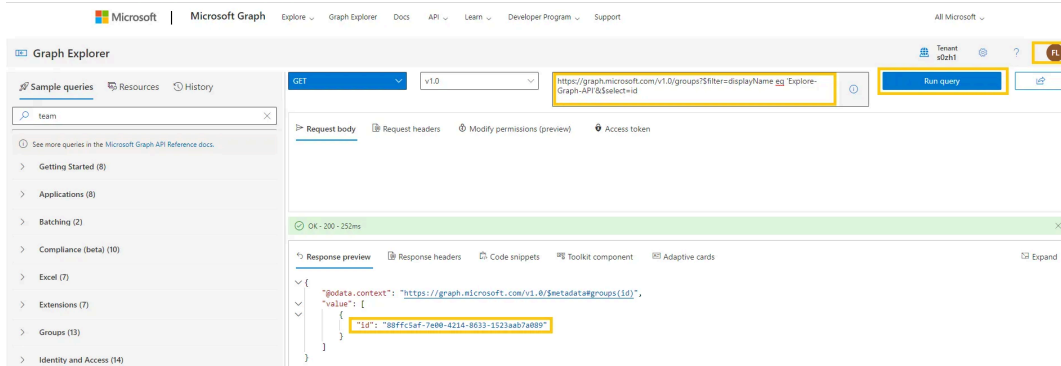 Microsoft | Microsoft Graph Explore Graph Explorer Docs API Learn Developer Program Support All Microsoft
Graph Explorer Tenant s0zh1 ? FL
Sample queries Resources History
GET v1.0 https://graph.microsoft.com/v1.0/groups?$filter=displayName eq 'Explore-
Graph-API'&$select=id
Run query
team
See more queries in the Microsoft Graph API Reference docs.
Getting Started (8)
Applications (8)
Batching (2)
Compliance (beta) (10)
Excel (7)
Extensions (7)
Groups (13)
Identity and Access (14)
Request body Request headers Modify permissions (preview) Access token
OK - 200 - 252ms
Response preview Response headers Code snippets Toolkit component Adaptive cards Expand
{
"@odata.context": "https://graph.microsoft.com/v1.0/$metadata#groups(id)",
"value": [
{
"id": "88ffc5af-7e00-4214-8633-1523aab7a089"
}
]
}